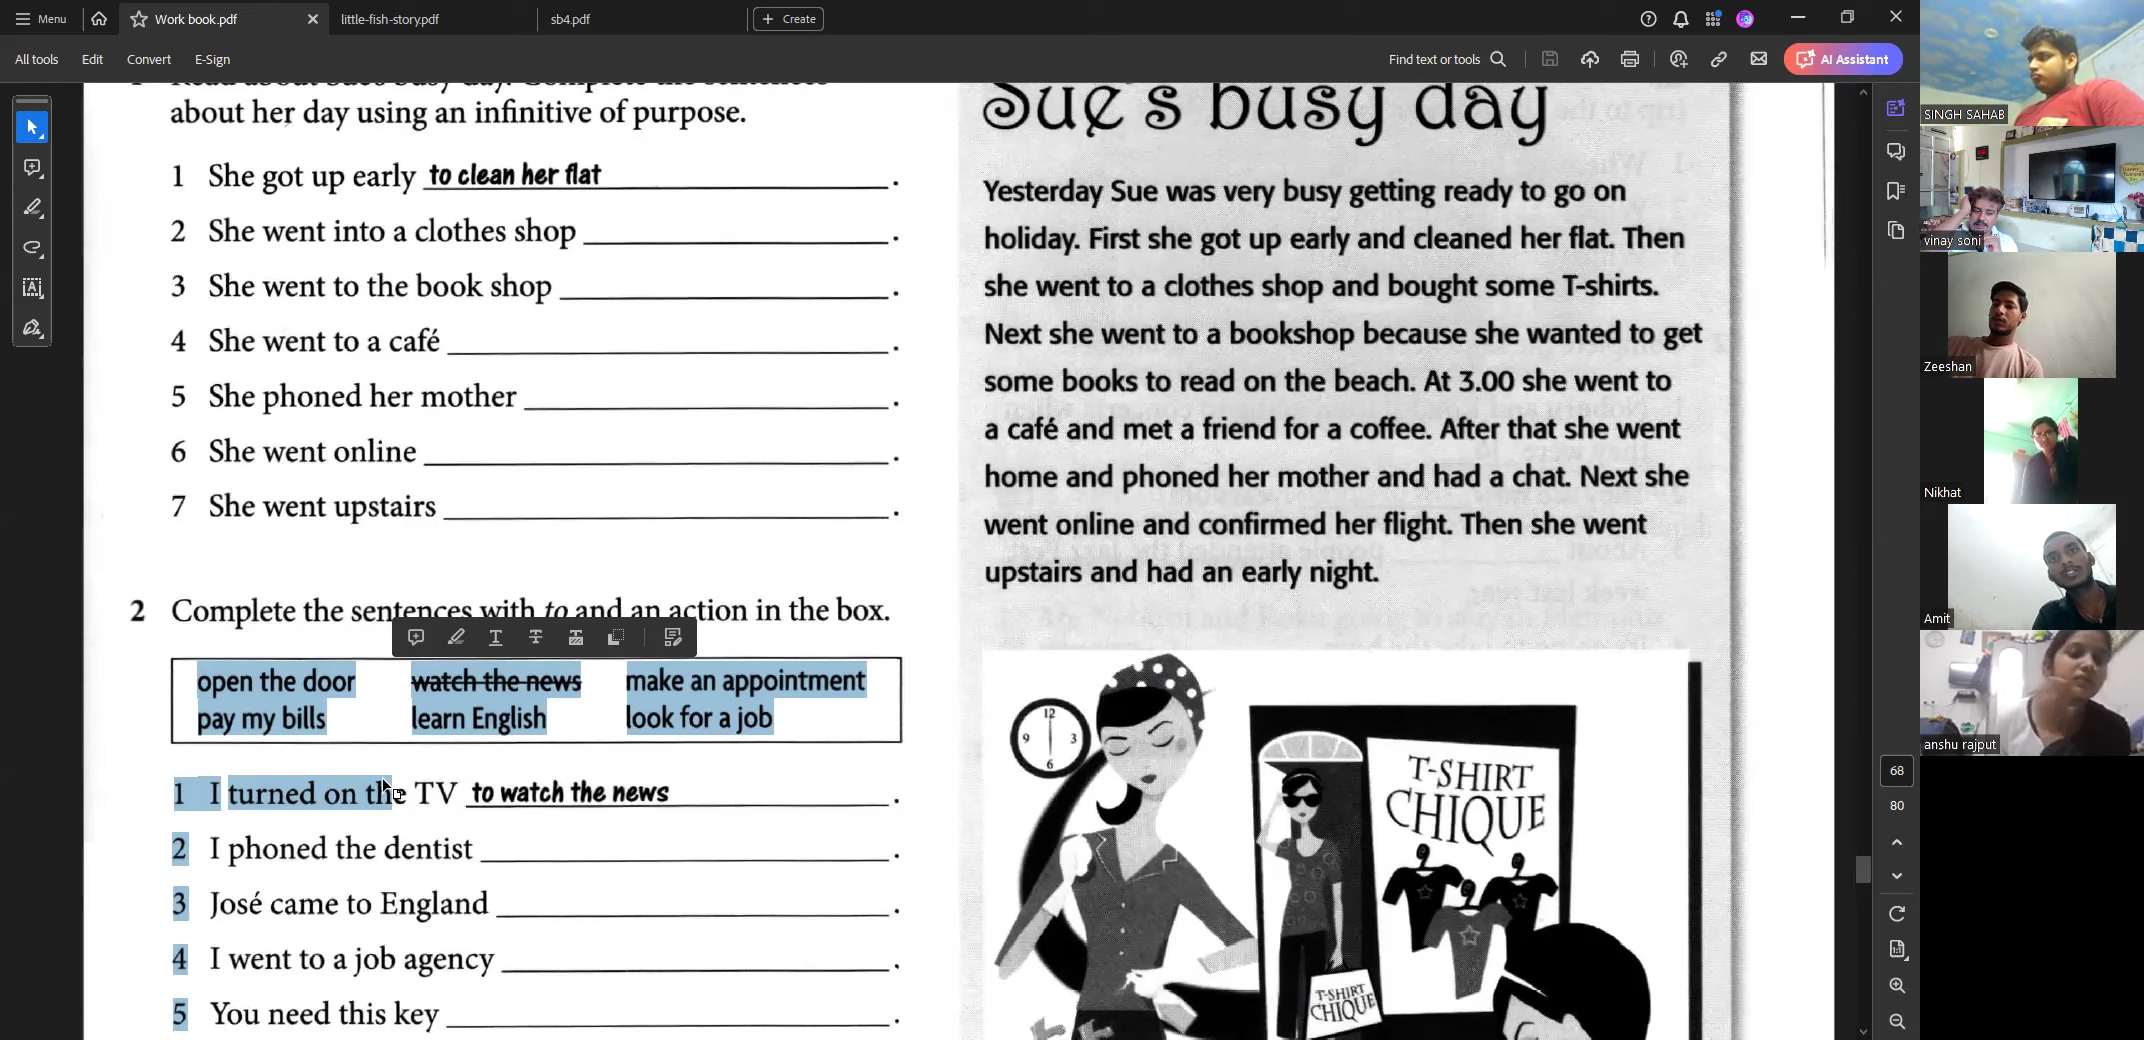 Menu
Work book.pdf
little-fish-story.pdf
sb4.pdf
Create
All tools
Edit
Convert
E-Sign
Find text or tools
AI Assistant
about her day using an infinitive of purpose.
1 She got up early to clean her flat .
2 She went into a clothes shop .
3 She went to the book shop .
4 She went to a café .
5 She phoned her mother .
6 She went online .
7 She went upstairs .
2 Complete the sentences with to and an action in the box.
open the door watch the news make an appointment
pay my bills learn English look for a job
1 I turned on the TV to watch the news .
2 I phoned the dentist .
3 José came to England .
4 I went to a job agency .
5 You need this key .
Sue's busy day
Yesterday Sue was very busy getting ready to go on
holiday. First she got up early and cleaned her flat. Then
she went to a clothes shop and bought some T-shirts.
Next she went to a bookshop because she wanted to get
some books to read on the beach. At 3.00 she went to
a café and met a friend for a coffee. After that she went
home and phoned her mother and had a chat. Next she
went online and confirmed her flight. Then she went
upstairs and had an early night.
12
9 3
6
T-SHIRT
CHIQUE
T-SHIRT
CHIQUE
68
80
SINGH SAHAB
vinay soni
Zeeshan
Nikhat
Amit
anshu rajput